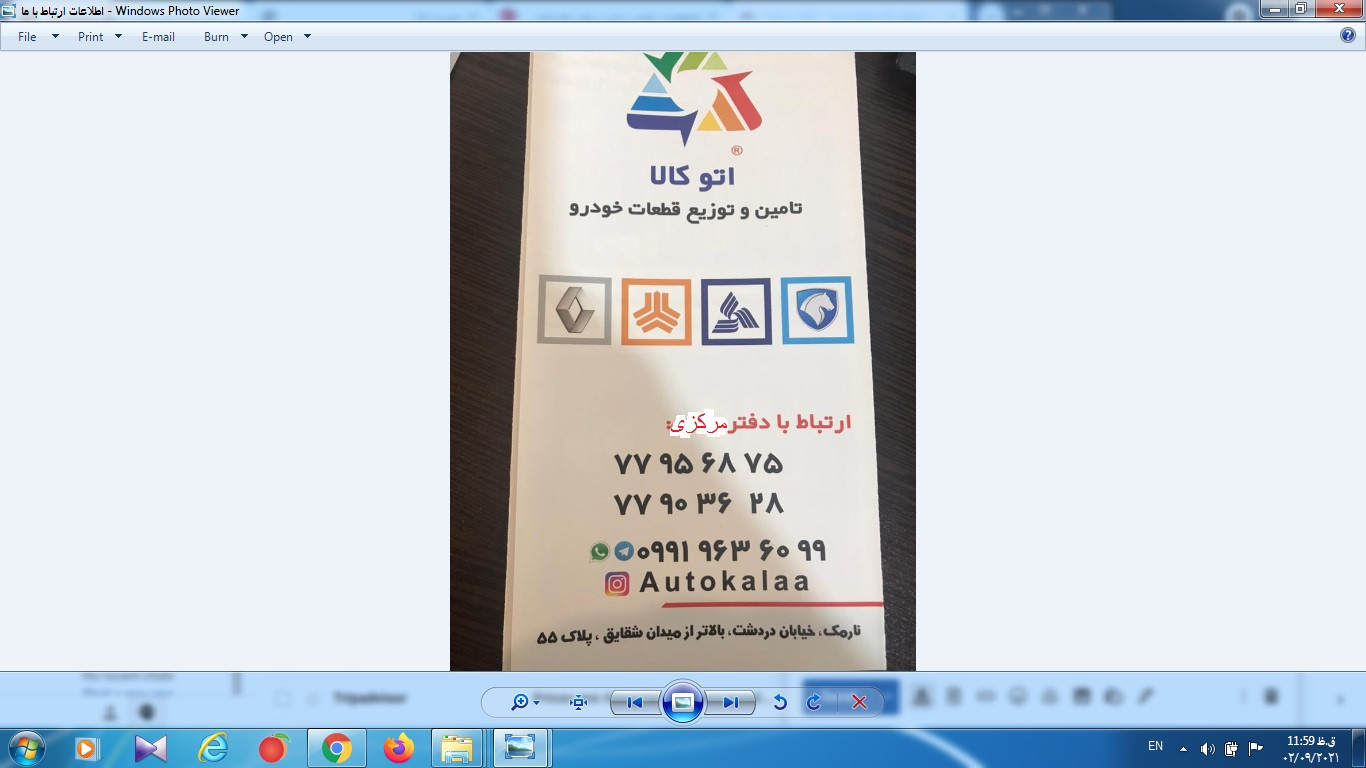 اطلاعات ارتباط با ما - Windows Photo Viewer
File Print E-mail Burn Open
®
اتو کالا
تامین و توزیع قطعات خودرو
ارتباط با دفتر مرکزی:
۷۷ ۹۵ ۶۸ ۷۵
۷۷ ۹۰ ۳۶ ۲۸
۰۹۹۱ ۹۶۳ ۶۰ ۹۹
Autokalaa
نارمک، خیابان دردشت، بالاتر از میدان شقایق ، پلاک ۵۵
Tripadvisor
EN
11:59 ق.ظ
۰۲/۰۹/۲۰۲۱